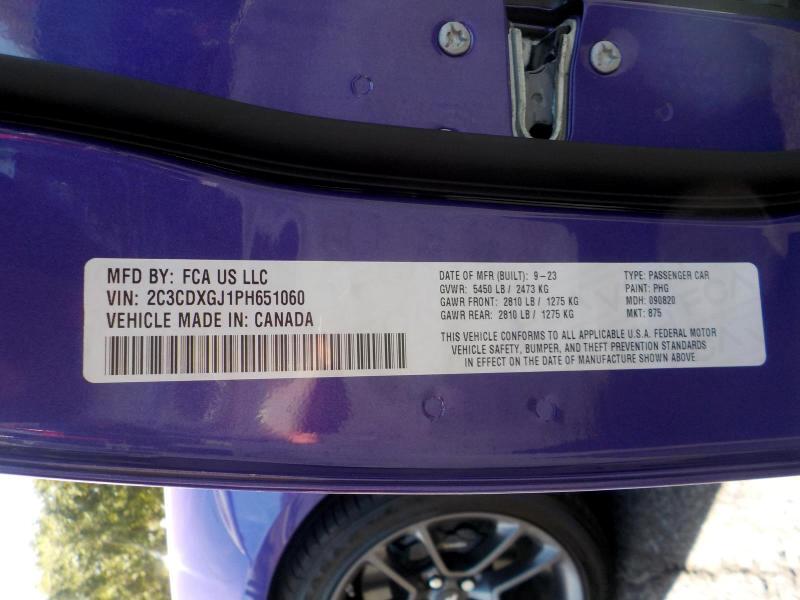 MFD BY: FCA US LLC
VIN: 2C3CDXGJ1PH651060
VEHICLE MADE IN: CANADA
DATE OF MFR (BUILT): 9-23
GVWR: 5450 LB / 2473 KG
GAWR FRONT: 2810 LB / 1275 KG
GAWR REAR: 2810 LB / 1275 KG
TYPE: PASSENGER CAR
PAINT: PHG
MDH: 090820
MKT: B75
THIS VEHICLE CONFORMS TO ALL APPLICABLE U.S.A. FEDERAL MOTOR
VEHICLE SAFETY, BUMPER, AND THEFT PREVENTION STANDARDS
IN EFFECT ON THE DATE OF MANUFACTURE SHOWN ABOVE